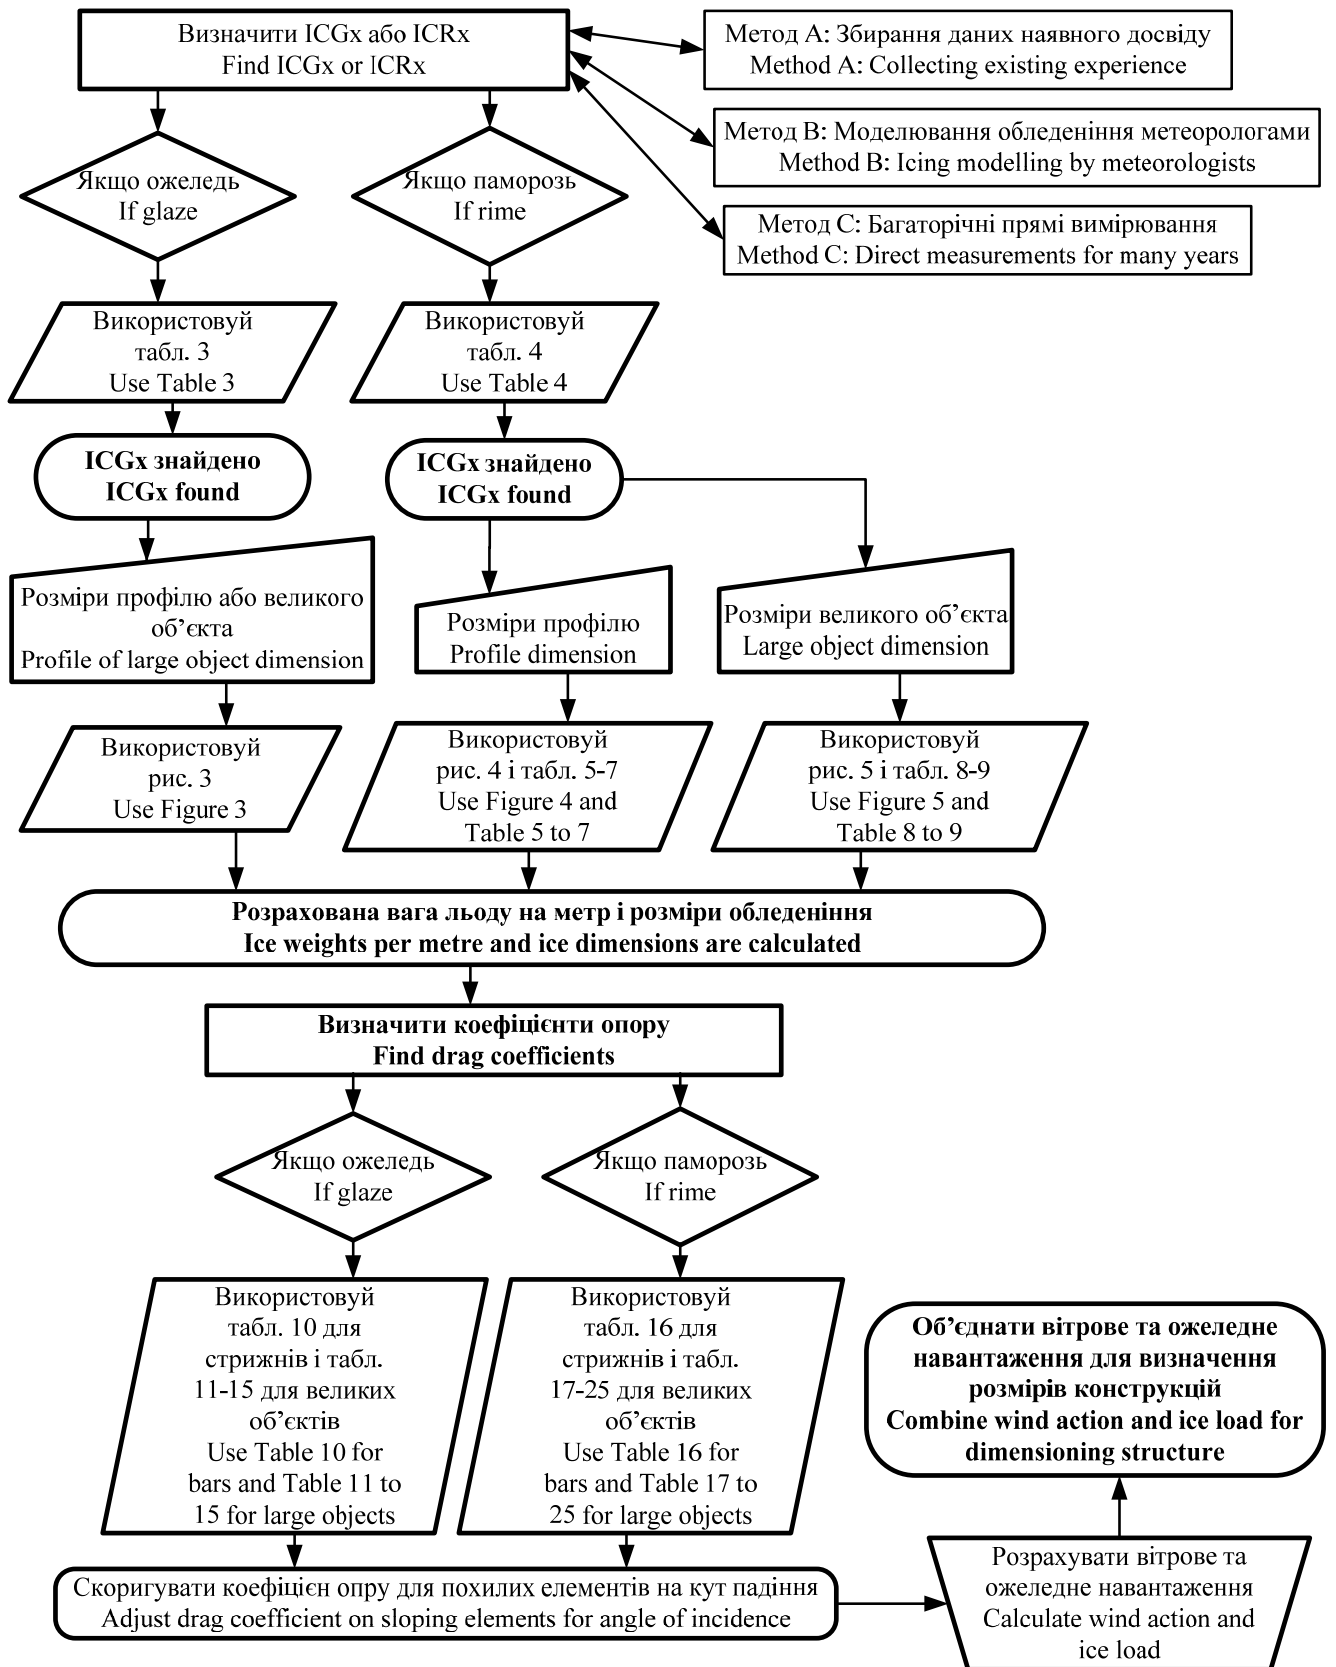 Визначити ICGx або ICRx
Find ICGx or ICRx
Метод A: Збирання даних наявного досвіду
Method A: Collecting existing experience
Метод B: Моделювання обледеніння метеорологами
Method B: Icing modelling by meteorologists
Метод C: Багаторічні прямі вимірювання
Method C: Direct measurements for many years
Якщо ожеледь
If glaze
Якщо паморозь
If rime
Використовуй
табл. 3
Use Table 3
Використовуй
табл. 4
Use Table 4
ICGx знайдено
ICGx found
ICGx знайдено
ICGx found
Розміри профілю або великого
об’єкта
Profile of large object dimension
Розміри профілю
Profile dimension
Розміри великого об’єкта
Large object dimension
Використовуй
рис. 3
Use Figure 3
Використовуй
рис. 4 і табл. 5-7
Use Figure 4 and
Table 5 to 7
Використовуй
рис. 5 і табл. 8-9
Use Figure 5 and
Table 8 to 9
Розрахована вага льоду на метр і розміри обледеніння
Ice weights per metre and ice dimensions are calculated
Визначити коефіцієнти опору
Find drag coefficients
Якщо ожеледь
If glaze
Якщо паморозь
If rime
Використовуй
табл. 10 для
стрижнів і табл.
11-15 для великих
об’єктів
Use Table 10 for
bars and Table 11 to
15 for large objects
Використовуй
табл. 16 для
стрижнів і табл.
17-25 для великих
об’єктів
Use Table 16 for
bars and Table 17 to
25 for large objects
Об’єднати вітрове та ожеледне
навантаження для визначення
розмірів конструкцій
Combine wind action and ice load for
dimensioning structure
Скоригувати коефіцієн опру для похилих елементів на кут падіння
Adjust drag coefficient on sloping elements for angle of incidence
Розрахувати вітрове та
ожеледне навантаження
Calculate wind action and
ice load